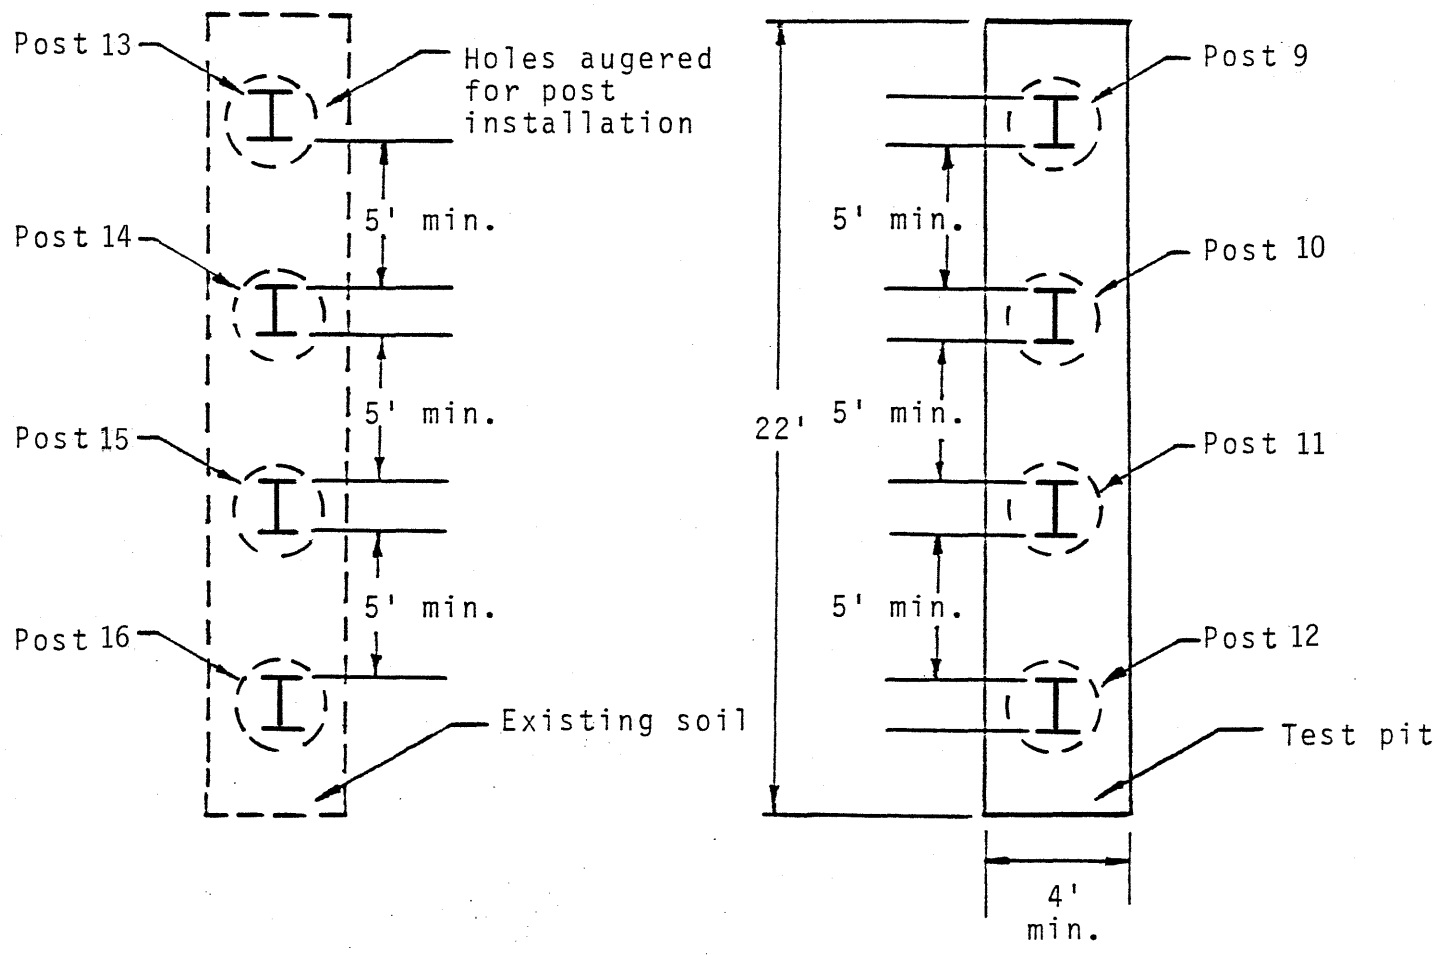 Post 13
Holes augered
for post
installation
5' min.
Post 14
5' min.
Post 15
5' min.
Post 16
Existing soil
Post 9
5' min.
Post 10
22'
5' min.
Post 11
5' min.
Post 12
Test pit
4'
min.